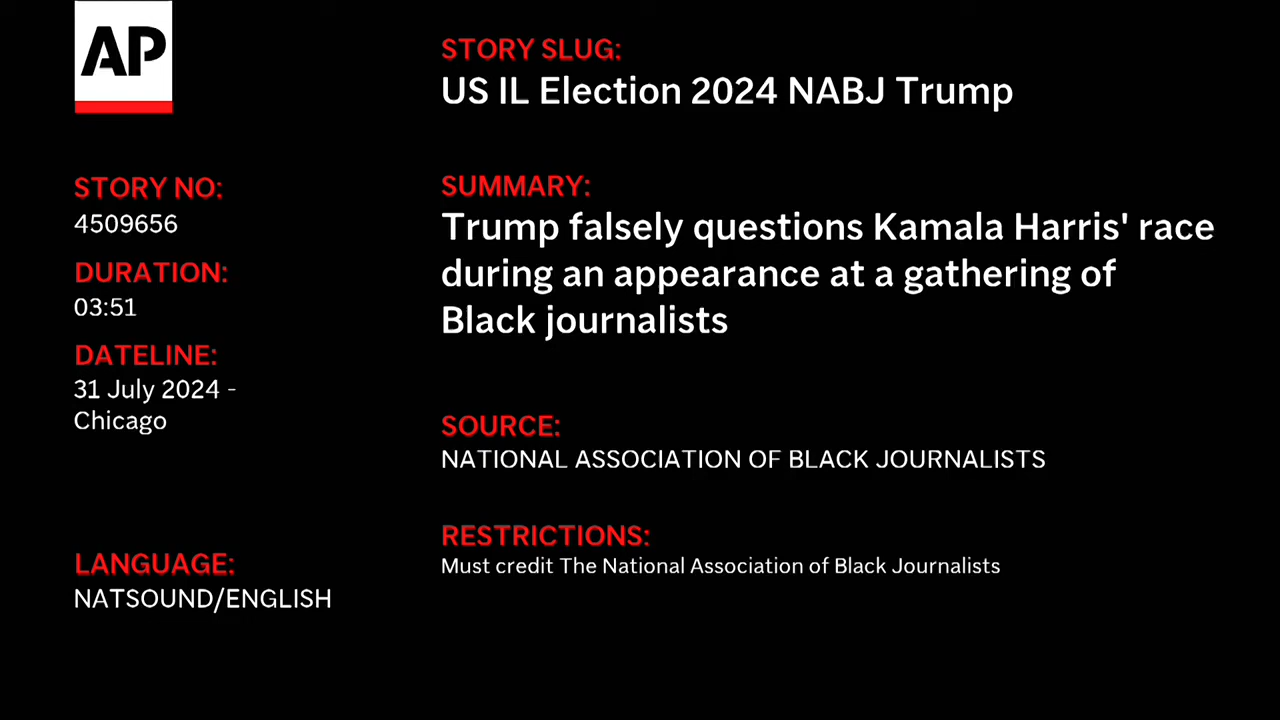 AP
STORY NO:
4509656
DURATION:
03:51
DATELINE:
31 July 2024 -
Chicago
LANGUAGE:
NATSOUND/ENGLISH
STORY SLUG:
US IL Election 2024 NABJ Trump
SUMMARY:
Trump falsely questions Kamala Harris' race
during an appearance at a gathering of
Black journalists
SOURCE:
NATIONAL ASSOCIATION OF BLACK JOURNALISTS
RESTRICTIONS:
Must credit The National Association of Black Journalists